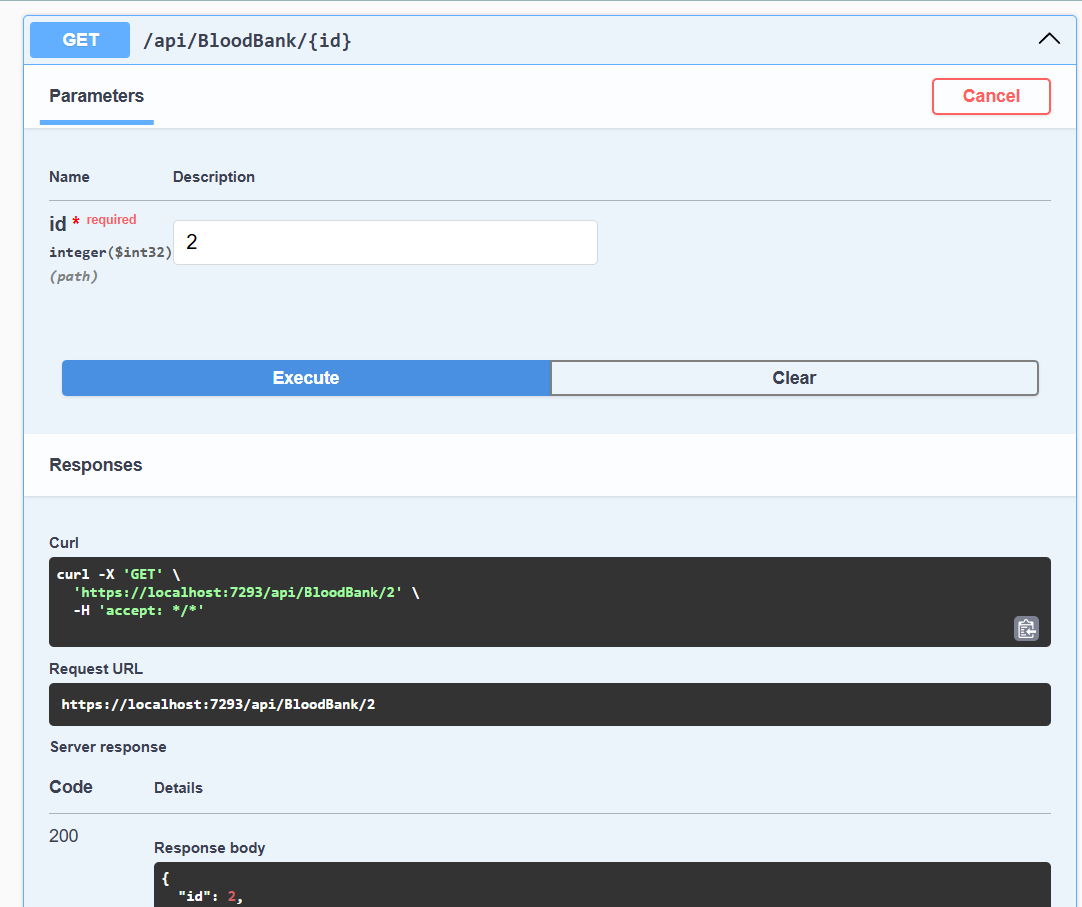 GET /api/BloodBank/{id}
Parameters
Cancel
Name Description
id * required
integer($int32)
(path)
2
Execute Clear
Responses
Curl
curl -X 'GET' \
'https://localhost:7293/api/BloodBank/2' \
-H 'accept: */*'
Request URL
https://localhost:7293/api/BloodBank/2
Server response
Code Details
200
Response body
{
"id": 2,